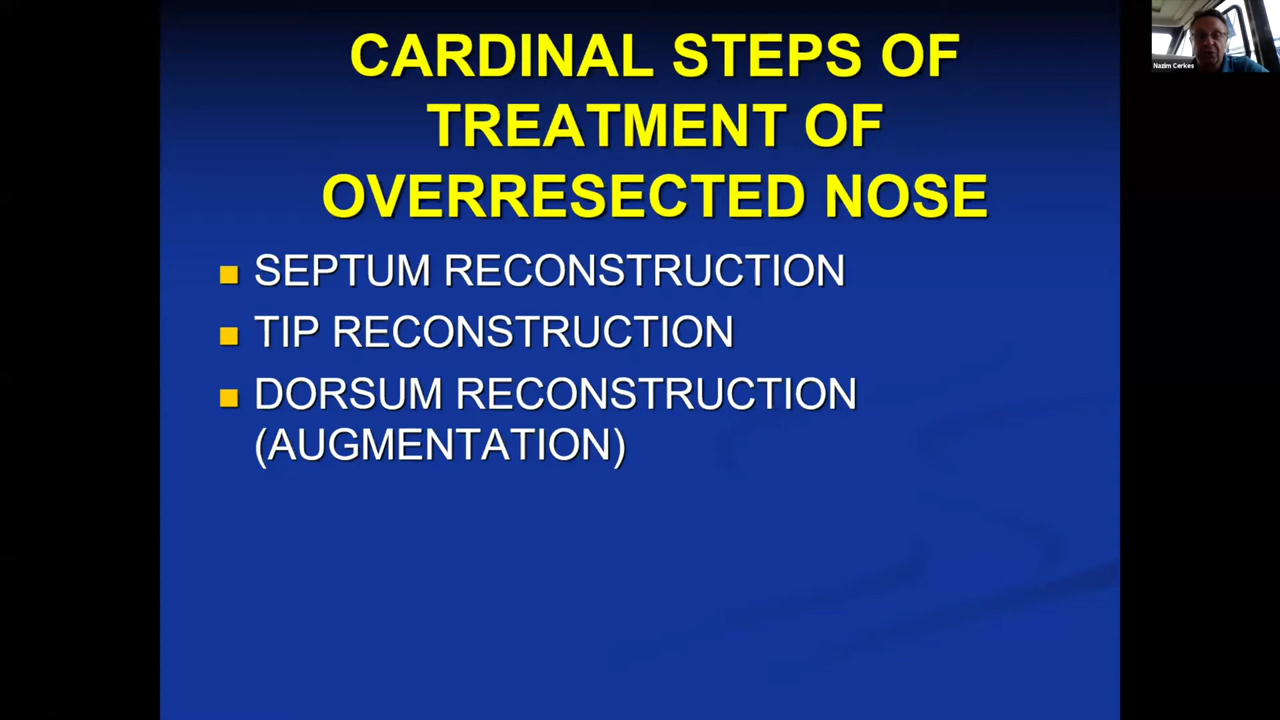 CARDINAL STEPS OF
TREATMENT OF
OVERRESECTED NOSE
SEPTUM RECONSTRUCTION
TIP RECONSTRUCTION
DORSUM RECONSTRUCTION
(AUGMENTATION)
Nazim Cerkes